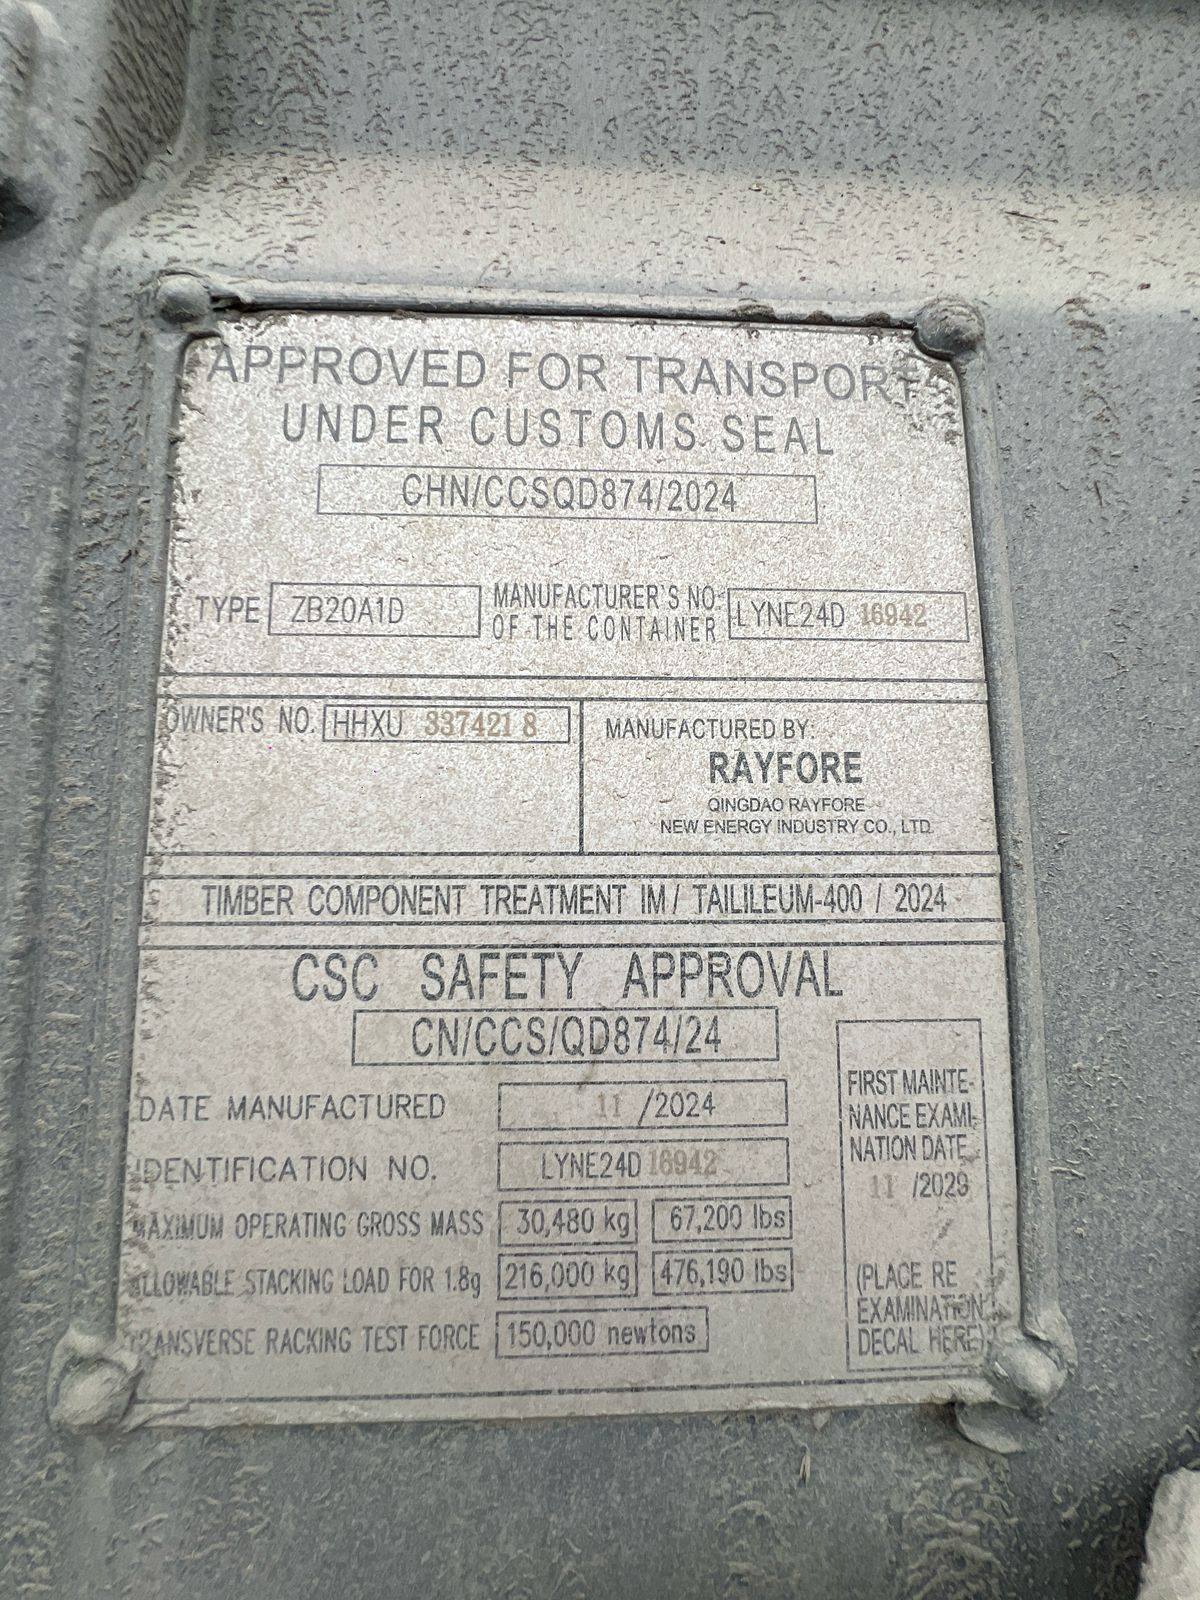 APPROVED FOR TRANSPORT
UNDER CUSTOMS SEAL
CHN/CCSQD874/2024
TYPE ZB20A1D MANUFACTURER'S NO. OF THE CONTAINER LYNE24D 16942
OWNER'S NO. HHXU 337421 8
MANUFACTURED BY:
RAYFORE
QINGDAO RAYFORE
NEW ENERGY INDUSTRY CO., LTD.
TIMBER COMPONENT TREATMENT IM / TAILILEUM-400 / 2024
CSC SAFETY APPROVAL
CN/CCS/QD874/24
DATE MANUFACTURED 11 /2024
IDENTIFICATION NO. LYNE24D 16942
MAXIMUM OPERATING GROSS MASS 30,480 kg 67,200 lbs
ALLOWABLE STACKING LOAD FOR 1.8g 216,000 kg 476,190 lbs
TRANSVERSE RACKING TEST FORCE 150,000 newtons
FIRST MAINTE-
NANCE EXAMI-
NATION DATE
11 /2029
(PLACE RE
EXAMINATION
DECAL HERE)